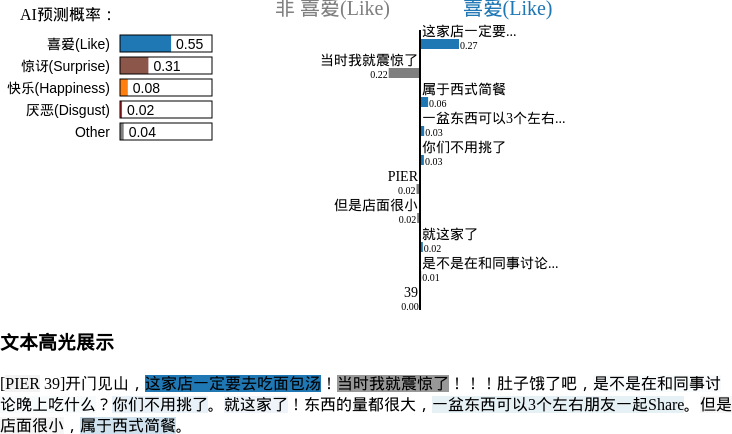 AI预测概率：
喜爱(Like) 0.55
惊讶(Surprise) 0.31
快乐(Happiness) 0.08
厌恶(Disgust) 0.02
Other 0.04
非 喜爱(Like)
喜爱(Like)
这家店一定要...
0.27
当时我就震惊了
0.22
属于西式简餐
0.06
一盆东西可以3个左右...
0.03
你们不用挑了
0.03
PIER
0.02
但是店面很小
0.02
就这家了
0.02
是不是在和同事讨论...
0.01
39
0.00
文本高光展示
[PIER 39]开门见山，这家店一定要去吃面包汤！当时我就震惊了！！！肚子饿了吧，是不是在和同事讨
论晚上吃什么？你们不用挑了。就这家了！东西的量都很大，一盆东西可以3个左右朋友一起Share。但是
店面很小，属于西式简餐。